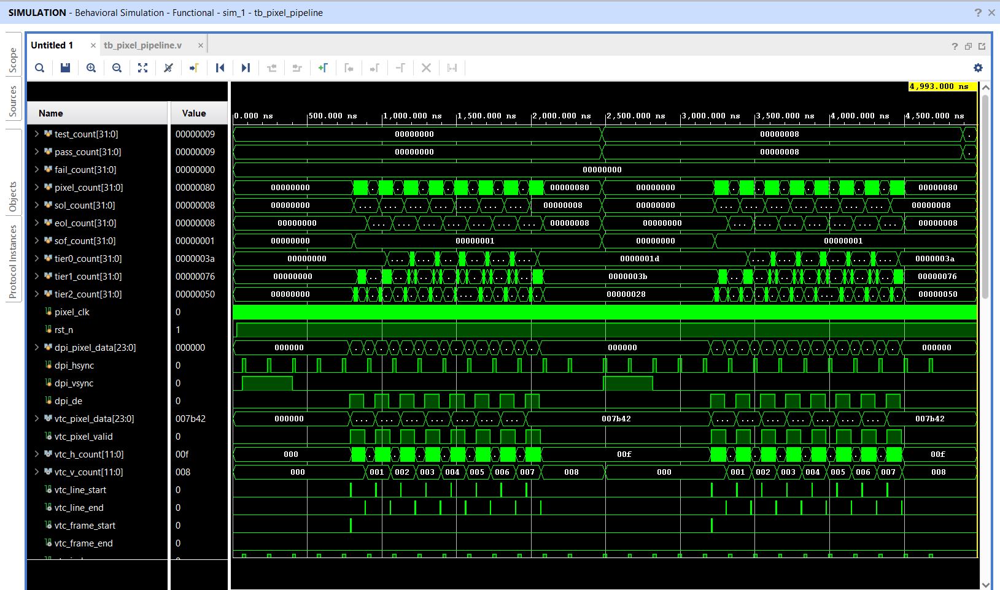 SIMULATION - Behavioral Simulation - Functional - sim_1 - tb_pixel_pipeline
Scope
Sources
Objects
Protocol Instances
Untitled 1
tb_pixel_pipeline.v
4,993.000 ns
Name Value
0.000 ns 500.000 ns 1,000.000 ns 1,500.000 ns 2,000.000 ns 2,500.000 ns 3,000.000 ns 3,500.000 ns 4,000.000 ns 4,500.000 ns
test_count[31:0] 00000009 00000000 00000008 .
pass_count[31:0] 00000009 00000000 00000008 .
fail_count[31:0] 00000000 00000000
pixel_count[31:0] 00000080 00000000 . . . . . . . 00000080 00000000 . . . . . . . 00000080
sol_count[31:0] 00000008 00000000 ... ... ... ... ... ... ... 00000008 00000000 ... ... ... ... ... ... ... 00000008
eol_count[31:0] 00000008 00000000 ... ... ... ... ... ... ... 00000008 00000000 ... ... ... ... ... ... ... 00000008
sof_count[31:0] 00000001 00000000 00000001 00000000 00000001
tier0_count[31:0] 0000003a 00000000 ... ... ... ... ... ... 0000001d ... ... ... ... ... ... 0000003a
tier1_count[31:0] 00000076 00000000 0000003b 00000076
tier2_count[31:0] 00000050 00000000 00000028 00000050
pixel_clk 0
rst_n 1
dpi_pixel_data[23:0] 000000 000000 . . . . . . . . . . . . . . . 000000 . . . . . . . . . . . . . . . 000000
dpi_hsync 0
dpi_vsync 0
dpi_de 0
vtc_pixel_data[23:0] 007b42 000000 ... ... ... ... ... ... ... 007b42 ... ... ... ... ... ... ... 007b42
vtc_pixel_valid 0
vtc_h_count[11:0] 00f 000 . . . . . . . 00f . . . . . . . 00f
vtc_v_count[11:0] 008 000 001 002 003 004 005 006 007 008 000 001 002 003 004 005 006 007 008
vtc_line_start 0
vtc_line_end 0
vtc_frame_start 0
vtc_frame_end 0